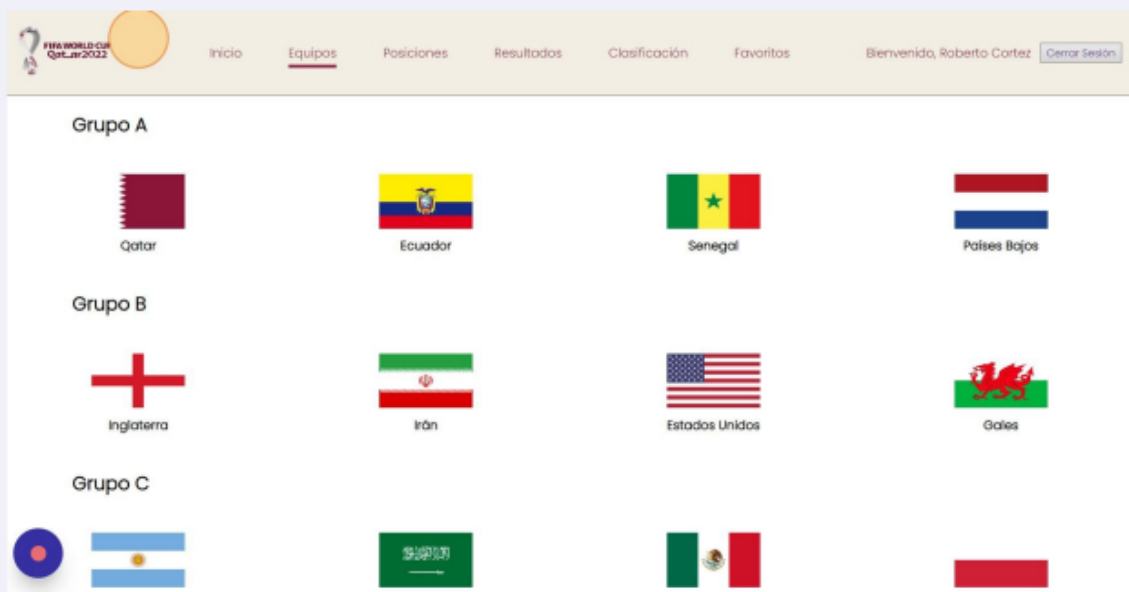 FIFA WORLD CUP
Qat_ar2022
Inicio Equipos Posiciones Resultados Clasificación Favoritos Bienvenido, Roberto Cortez Cerrar Sesión
Grupo A
Qatar Ecuador Senegal Países Bajos
Grupo B
Inglaterra Irán Estados Unidos Gales
Grupo C